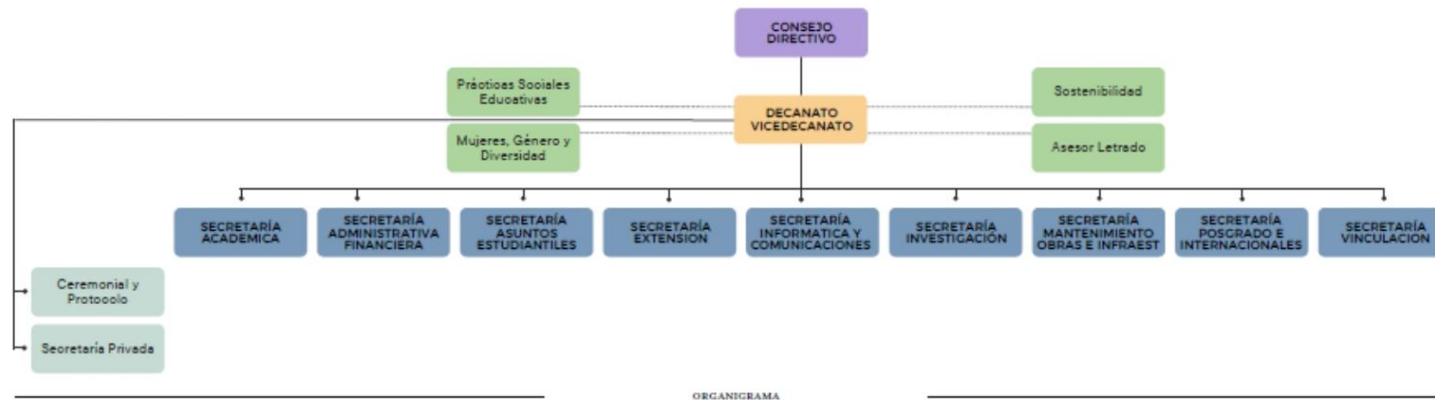 CONSEJO
DIRECTIVO
Prácticas Sociales
Educativas
Sostenibilidad
DECANATO
VICEDECANATO
Mujeres, Género y
Diversidad
Asesor Letrado
SECRETARÍA
ACADEMICA
SECRETARÍA
ADMINISTRATIVA
FINANCIERA
SECRETARÍA
ASUNTOS
ESTUDIANTILES
SECRETARÍA
EXTENSION
SECRETARÍA
INFORMATICA Y
COMUNICACIONES
SECRETARÍA
INVESTIGACIÓN
SECRETARÍA
MANTENIMIENTO
OBRAS E INFRAEST
SECRETARÍA
POSGRADO E
INTERNACIONALES
SECRETARÍA
VINCULACION
Ceremonial y
Protocolo
Secretaría Privada
ORGANIGRAMA